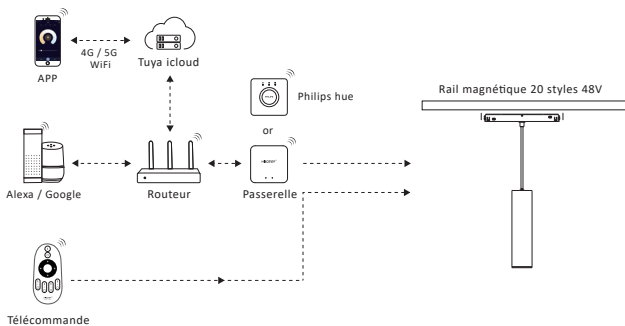 4G / 5G
WiFi
APP
Tuya icloud
Philips hue
or
Rail magnétique 20 styles 48V
Alexa / Google
Routeur
Passerelle
Télécommande